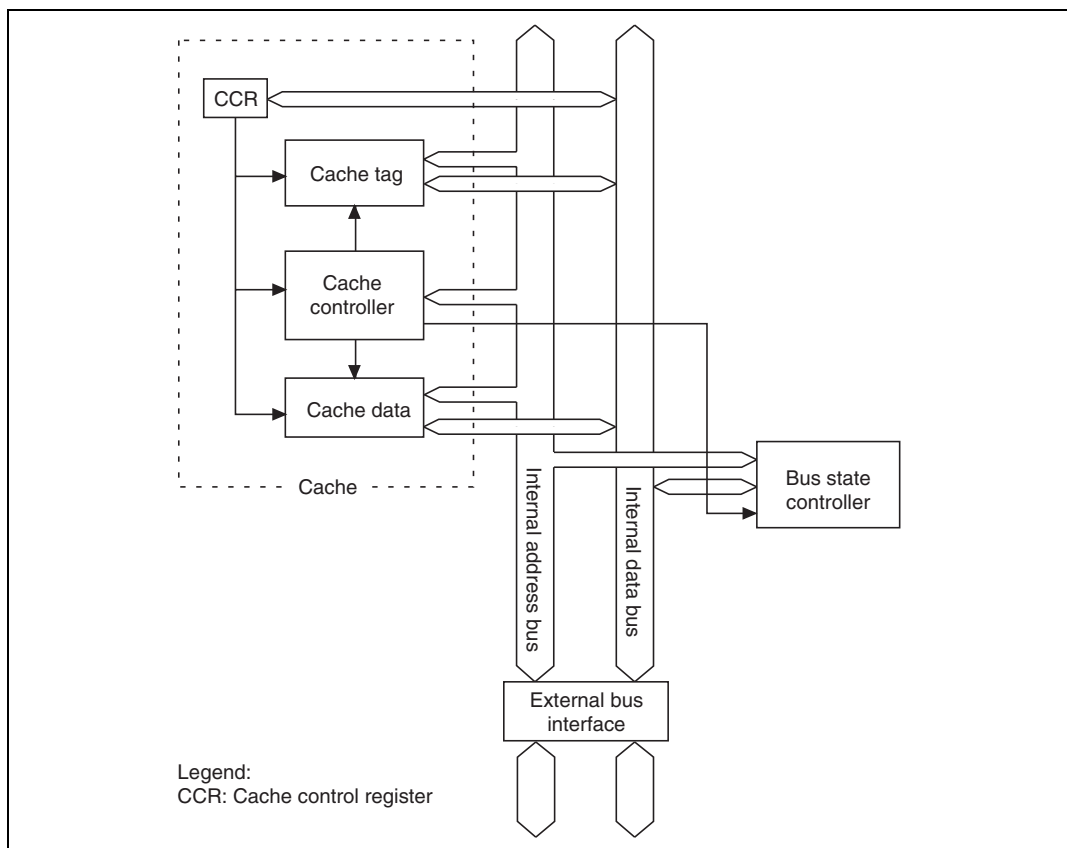 CCR
Cache tag
Cache
controller
Cache data
Cache
Internal address bus
Internal data bus
Bus state
controller
External bus
interface
Legend:
CCR: Cache control register